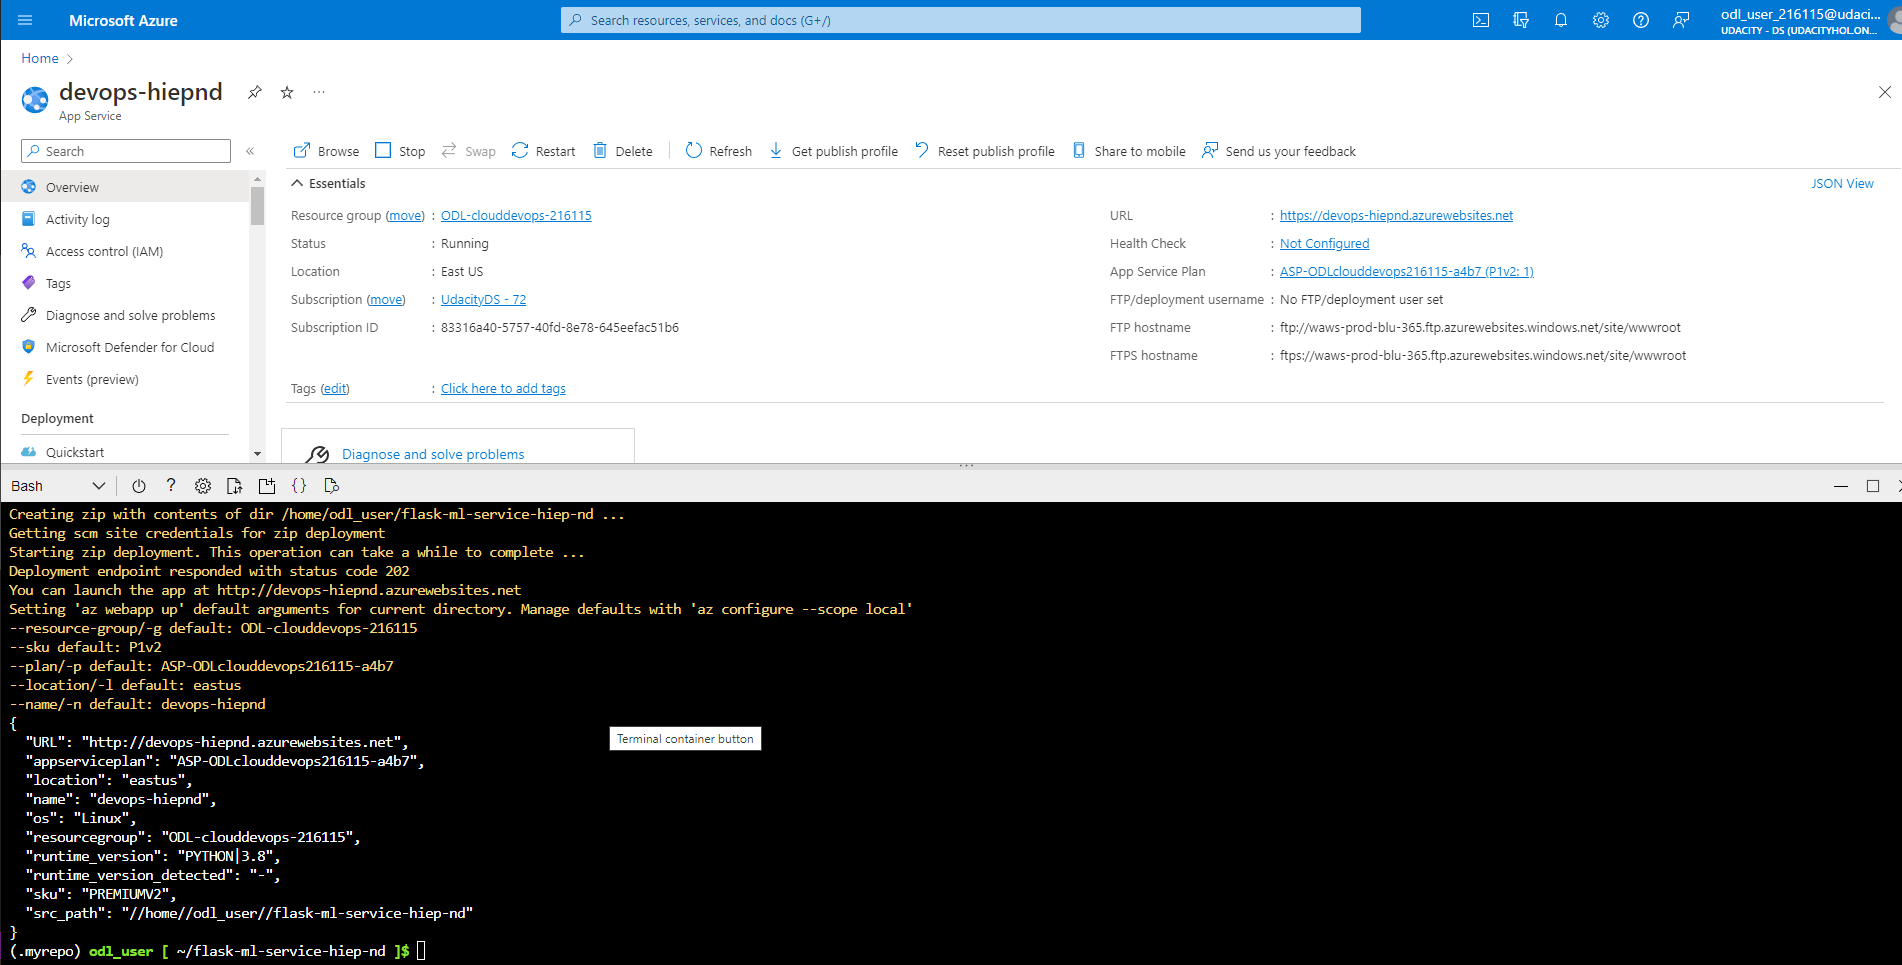 Microsoft Azure
Search resources, services, and docs (G+/)
odl_user_216115@udaci...
UDACITY - DS (UDACITYHOL.ON...
Home
devops-hiepnd
App Service
Search
Browse Stop Swap Restart Delete Refresh Get publish profile Reset publish profile Share to mobile Send us your feedback
Overview
Activity log
Access control (IAM)
Tags
Diagnose and solve problems
Microsoft Defender for Cloud
Events (preview)
Deployment
Quickstart
Essentials
JSON View
Resource group (move) : ODL-clouddevops-216115
Status : Running
Location : East US
Subscription (move) : UdacityDS - 72
Subscription ID : 83316a40-5757-40fd-8e78-645eefac51b6
URL : https://devops-hiepnd.azurewebsites.net
Health Check : Not Configured
App Service Plan : ASP-ODLclouddevops216115-a4b7 (P1v2: 1)
FTP/deployment username : No FTP/deployment user set
FTP hostname : ftp://waws-prod-blu-365.ftp.azurewebsites.windows.net/site/wwwroot
FTPS hostname : ftps://waws-prod-blu-365.ftp.azurewebsites.windows.net/site/wwwroot
Tags (edit) : Click here to add tags
Diagnose and solve problems
Bash
Creating zip with contents of dir /home/odl_user/flask-ml-service-hiep-nd ...
Getting scm site credentials for zip deployment
Starting zip deployment. This operation can take a while to complete ...
Deployment endpoint responded with status code 202
You can launch the app at http://devops-hiepnd.azurewebsites.net
Setting 'az webapp up' default arguments for current directory. Manage defaults with 'az configure --scope local'
--resource-group/-g default: ODL-clouddevops-216115
--sku default: P1v2
--plan/-p default: ASP-ODLclouddevops216115-a4b7
--location/-l default: eastus
--name/-n default: devops-hiepnd
{
"URL": "http://devops-hiepnd.azurewebsites.net",
"appserviceplan": "ASP-ODLclouddevops216115-a4b7",
"location": "eastus",
"name": "devops-hiepnd",
"os": "Linux",
"resourcegroup": "ODL-clouddevops-216115",
"runtime_version": "PYTHON|3.8",
"runtime_version_detected": "-",
"sku": "PREMIUMV2",
"src_path": "//home//odl_user//flask-ml-service-hiep-nd"
}
(.myrepo) odl_user [ ~/flask-ml-service-hiep-nd ]$
Terminal container button